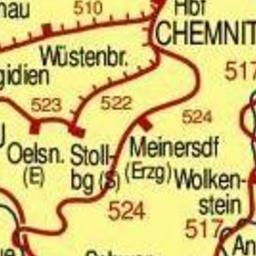 nau
510
Hbf
CHEMNIT
Wüstenbr.
gidien
517
523
522
524
Oelsn.
(E)
Stoll-
bg (S)
Meinersdf
(Erzg)
Wolken-
stein
524
517
An